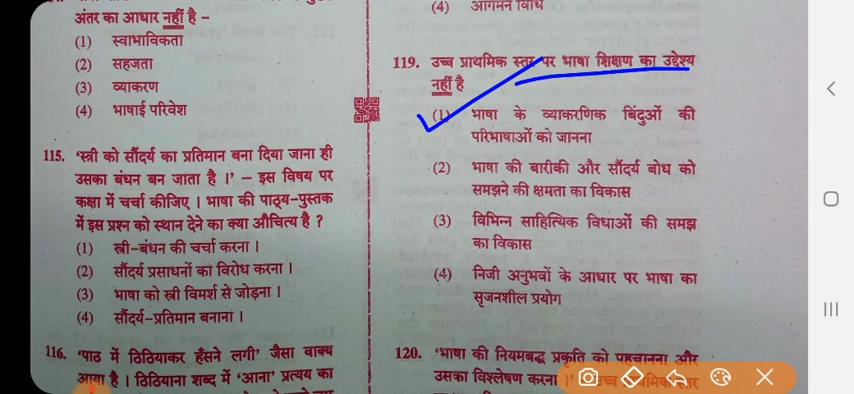 अंतर का आधार नहीं है –
(1) स्वाभाविकता
(2) सहजता
(3) व्याकरण
(4) भाषाई परिवेश
115. 'स्त्री को सौंदर्य का प्रतिमान बना दिया जाना ही
उसका बंधन बन जाता है ।' – इस विषय पर
कक्षा में चर्चा कीजिए । भाषा की पाठ्य-पुस्तक
में इस प्रश्न को स्थान देने का क्या औचित्य है ?
(1) स्त्री-बंधन की चर्चा करना ।
(2) सौंदर्य प्रसाधनों का विरोध करना ।
(3) भाषा को स्त्री विमर्श से जोड़ना ।
(4) सौंदर्य-प्रतिमान बनाना ।
116. 'पाठ में ठिठियाकर हँसने लगी' जैसा वाक्य
आया है । ठिठियाना शब्द में 'आना' प्रत्यय का
(4) आगमन विधि
119. उच्च प्राथमिक स्तर पर भाषा शिक्षण का उद्देश्य
नहीं है
(1) भाषा के व्याकरणिक बिंदुओं की
परिभाषाओं को जानना
(2) भाषा की बारीकी और सौंदर्य बोध को
समझने की क्षमता का विकास
(3) विभिन्न साहित्यिक विधाओं की समझ
का विकास
(4) निजी अनुभवों के आधार पर भाषा का
सृजनशील प्रयोग
120. 'भाषा की नियमबद्ध प्रकृति को पहचानना और
उसका विश्लेषण करना ।'